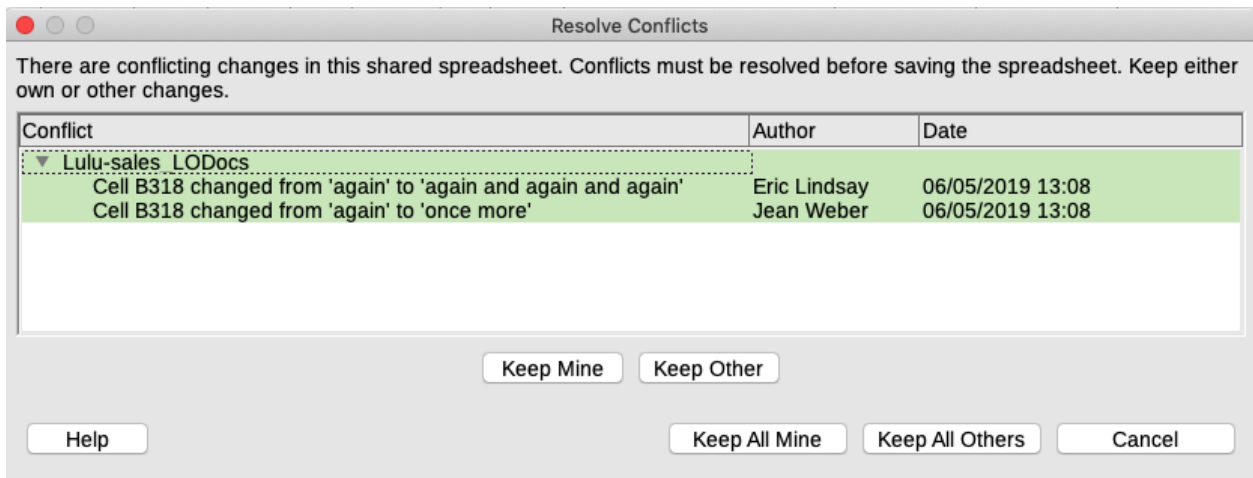 Resolve Conflicts
There are conflicting changes in this shared spreadsheet. Conflicts must be resolved before saving the spreadsheet. Keep either
own or other changes.
Conflict Author Date
Lulu-sales_LODocs
Cell B318 changed from 'again' to 'again and again and again' Eric Lindsay 06/05/2019 13:08
Cell B318 changed from 'again' to 'once more' Jean Weber 06/05/2019 13:08
Keep Mine Keep Other
Help Keep All Mine Keep All Others Cancel